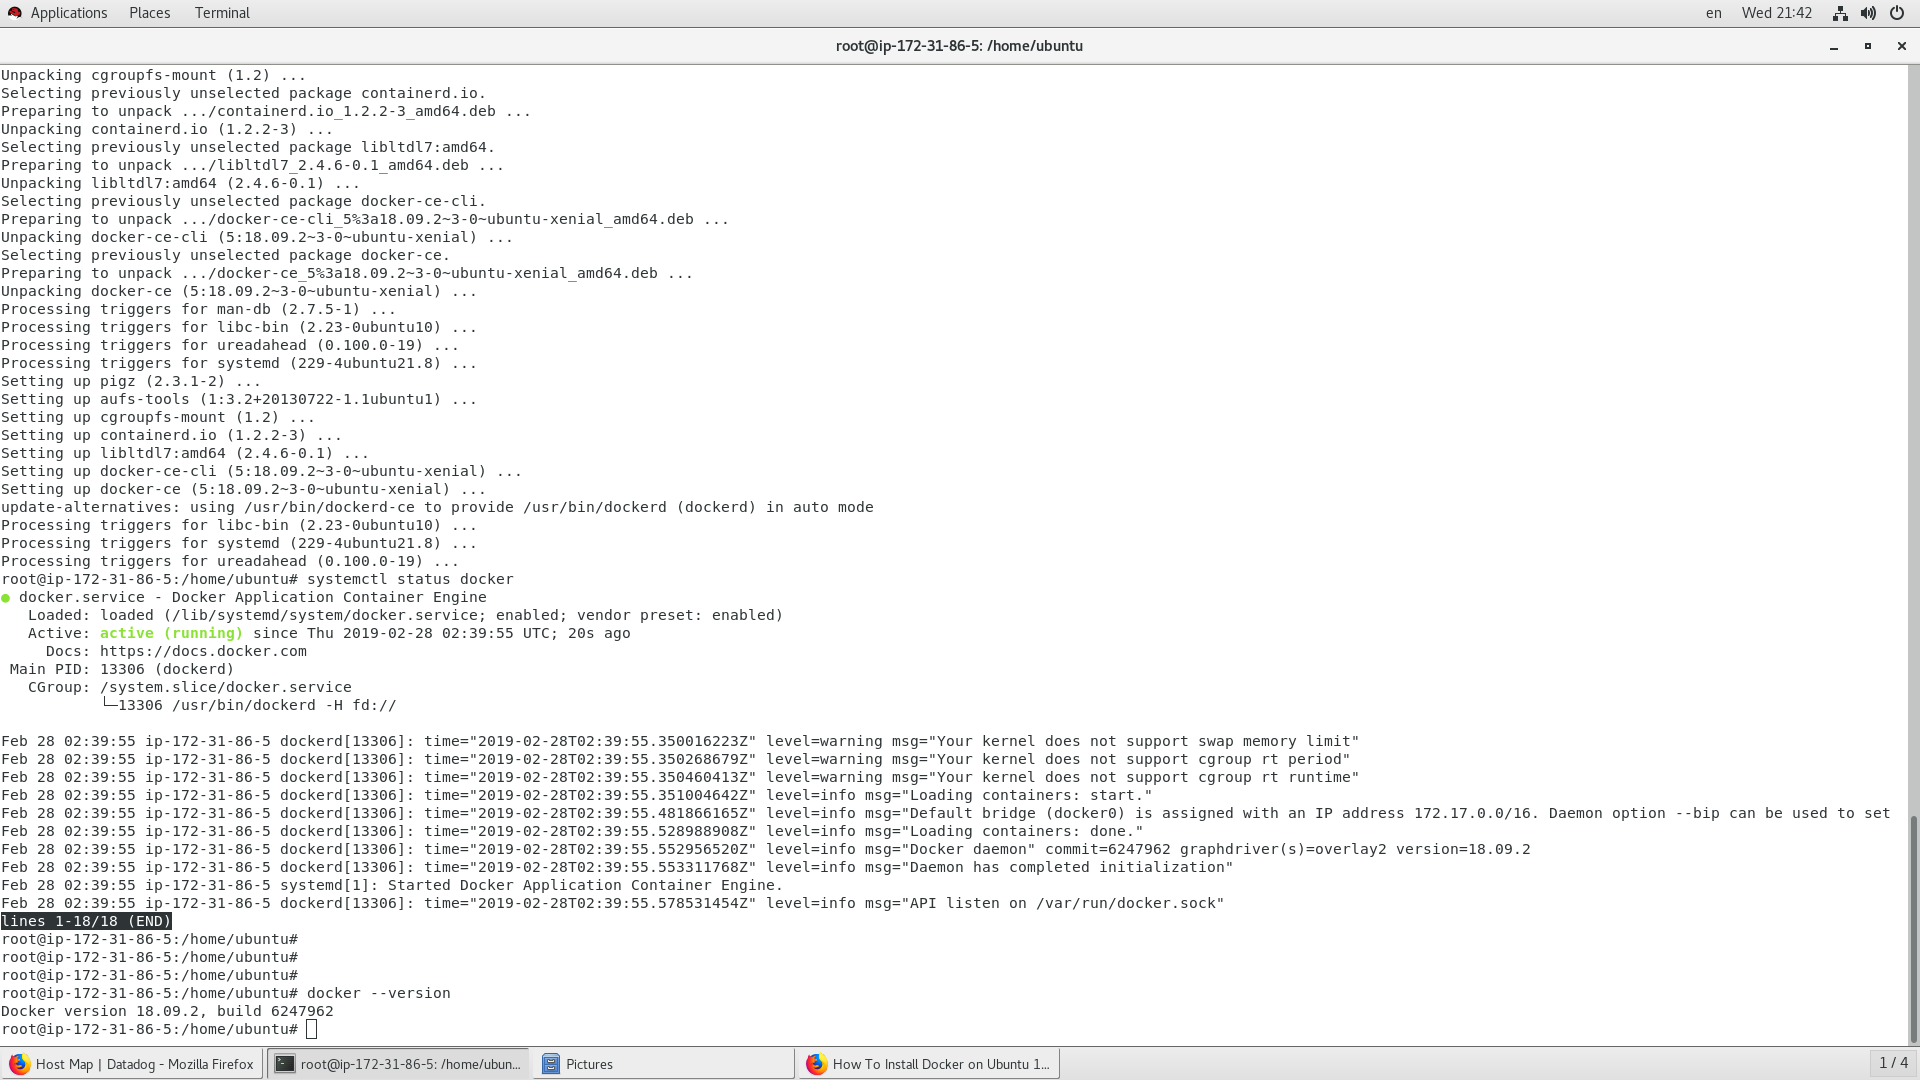 Applications Places Terminal en Wed 21:42
root@ip-172-31-86-5: /home/ubuntu
Unpacking cgroupfs-mount (1.2) ...
Selecting previously unselected package containerd.io.
Preparing to unpack .../containerd.io_1.2.2-3_amd64.deb ...
Unpacking containerd.io (1.2.2-3) ...
Selecting previously unselected package libltdl7:amd64.
Preparing to unpack .../libltdl7_2.4.6-0.1_amd64.deb ...
Unpacking libltdl7:amd64 (2.4.6-0.1) ...
Selecting previously unselected package docker-ce-cli.
Preparing to unpack .../docker-ce-cli_5%3a18.09.2~3-0~ubuntu-xenial_amd64.deb ...
Unpacking docker-ce-cli (5:18.09.2~3-0~ubuntu-xenial) ...
Selecting previously unselected package docker-ce.
Preparing to unpack .../docker-ce_5%3a18.09.2~3-0~ubuntu-xenial_amd64.deb ...
Unpacking docker-ce (5:18.09.2~3-0~ubuntu-xenial) ...
Processing triggers for man-db (2.7.5-1) ...
Processing triggers for libc-bin (2.23-0ubuntu10) ...
Processing triggers for ureadahead (0.100.0-19) ...
Processing triggers for systemd (229-4ubuntu21.8) ...
Setting up pigz (2.3.1-2) ...
Setting up aufs-tools (1:3.2+20130722-1.1ubuntu1) ...
Setting up cgroupfs-mount (1.2) ...
Setting up containerd.io (1.2.2-3) ...
Setting up libltdl7:amd64 (2.4.6-0.1) ...
Setting up docker-ce-cli (5:18.09.2~3-0~ubuntu-xenial) ...
Setting up docker-ce (5:18.09.2~3-0~ubuntu-xenial) ...
update-alternatives: using /usr/bin/dockerd-ce to provide /usr/bin/dockerd (dockerd) in auto mode
Processing triggers for libc-bin (2.23-0ubuntu10) ...
Processing triggers for systemd (229-4ubuntu21.8) ...
Processing triggers for ureadahead (0.100.0-19) ...
root@ip-172-31-86-5:/home/ubuntu# systemctl status docker
● docker.service - Docker Application Container Engine
Loaded: loaded (/lib/systemd/system/docker.service; enabled; vendor preset: enabled)
Active: active (running) since Thu 2019-02-28 02:39:55 UTC; 20s ago
Docs: https://docs.docker.com
Main PID: 13306 (dockerd)
CGroup: /system.slice/docker.service
└─13306 /usr/bin/dockerd -H fd://
Feb 28 02:39:55 ip-172-31-86-5 dockerd[13306]: time="2019-02-28T02:39:55.350016223Z" level=warning msg="Your kernel does not support swap memory limit"
Feb 28 02:39:55 ip-172-31-86-5 dockerd[13306]: time="2019-02-28T02:39:55.350268679Z" level=warning msg="Your kernel does not support cgroup rt period"
Feb 28 02:39:55 ip-172-31-86-5 dockerd[13306]: time="2019-02-28T02:39:55.350460413Z" level=warning msg="Your kernel does not support cgroup rt runtime"
Feb 28 02:39:55 ip-172-31-86-5 dockerd[13306]: time="2019-02-28T02:39:55.351004642Z" level=info msg="Loading containers: start."
Feb 28 02:39:55 ip-172-31-86-5 dockerd[13306]: time="2019-02-28T02:39:55.481866165Z" level=info msg="Default bridge (docker0) is assigned with an IP address 172.17.0.0/16. Daemon option --bip can be used to set
Feb 28 02:39:55 ip-172-31-86-5 dockerd[13306]: time="2019-02-28T02:39:55.528988908Z" level=info msg="Loading containers: done."
Feb 28 02:39:55 ip-172-31-86-5 dockerd[13306]: time="2019-02-28T02:39:55.552956520Z" level=info msg="Docker daemon" commit=6247962 graphdriver(s)=overlay2 version=18.09.2
Feb 28 02:39:55 ip-172-31-86-5 dockerd[13306]: time="2019-02-28T02:39:55.553311768Z" level=info msg="Daemon has completed initialization"
Feb 28 02:39:55 ip-172-31-86-5 systemd[1]: Started Docker Application Container Engine.
Feb 28 02:39:55 ip-172-31-86-5 dockerd[13306]: time="2019-02-28T02:39:55.578531454Z" level=info msg="API listen on /var/run/docker.sock"
lines 1-18/18 (END)
root@ip-172-31-86-5:/home/ubuntu#
root@ip-172-31-86-5:/home/ubuntu#
root@ip-172-31-86-5:/home/ubuntu#
root@ip-172-31-86-5:/home/ubuntu# docker --version
Docker version 18.09.2, build 6247962
root@ip-172-31-86-5:/home/ubuntu#
Host Map | Datadog - Mozilla Firefox root@ip-172-31-86-5: /home/ubun... Pictures How To Install Docker on Ubuntu 1... 1 / 4